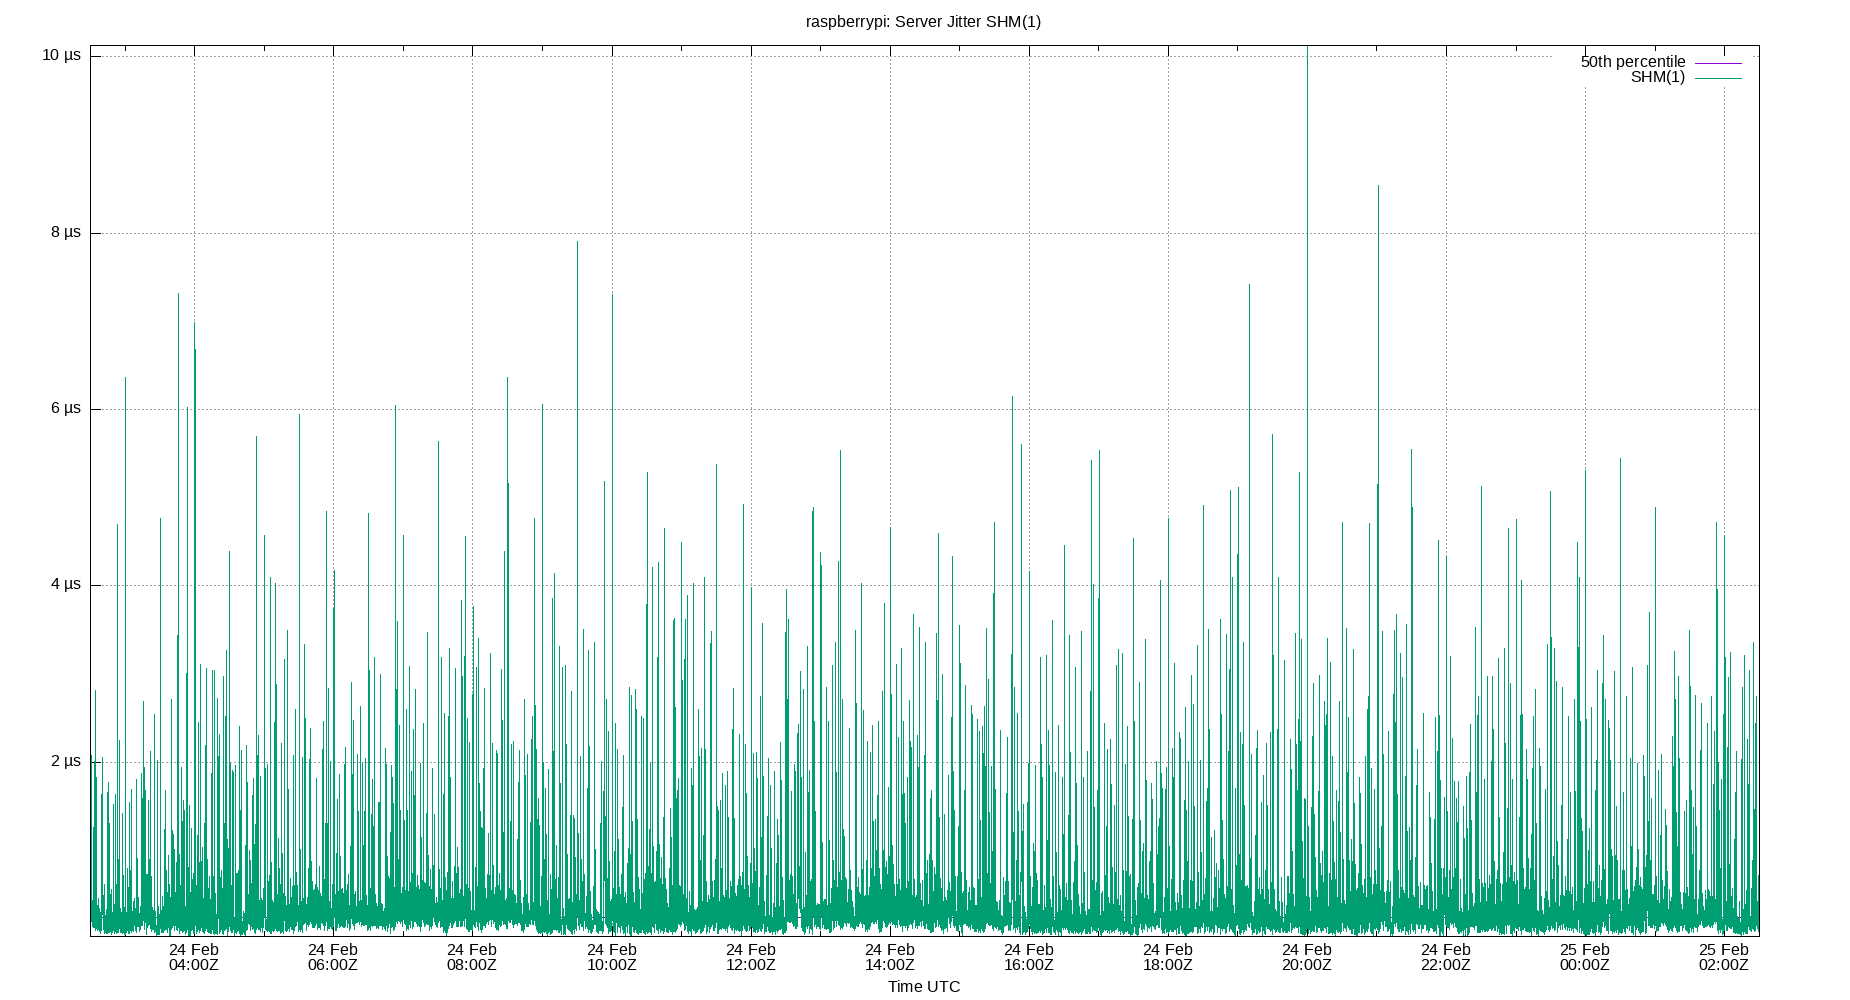 raspberrypi: Server Jitter SHM(1)
10 µs
8 µs
6 µs
4 µs
2 µs
50th percentile
SHM(1)
24 Feb
04:00Z
24 Feb
06:00Z
24 Feb
08:00Z
24 Feb
10:00Z
24 Feb
12:00Z
24 Feb
14:00Z
24 Feb
16:00Z
24 Feb
18:00Z
24 Feb
20:00Z
24 Feb
22:00Z
25 Feb
00:00Z
25 Feb
02:00Z
Time UTC